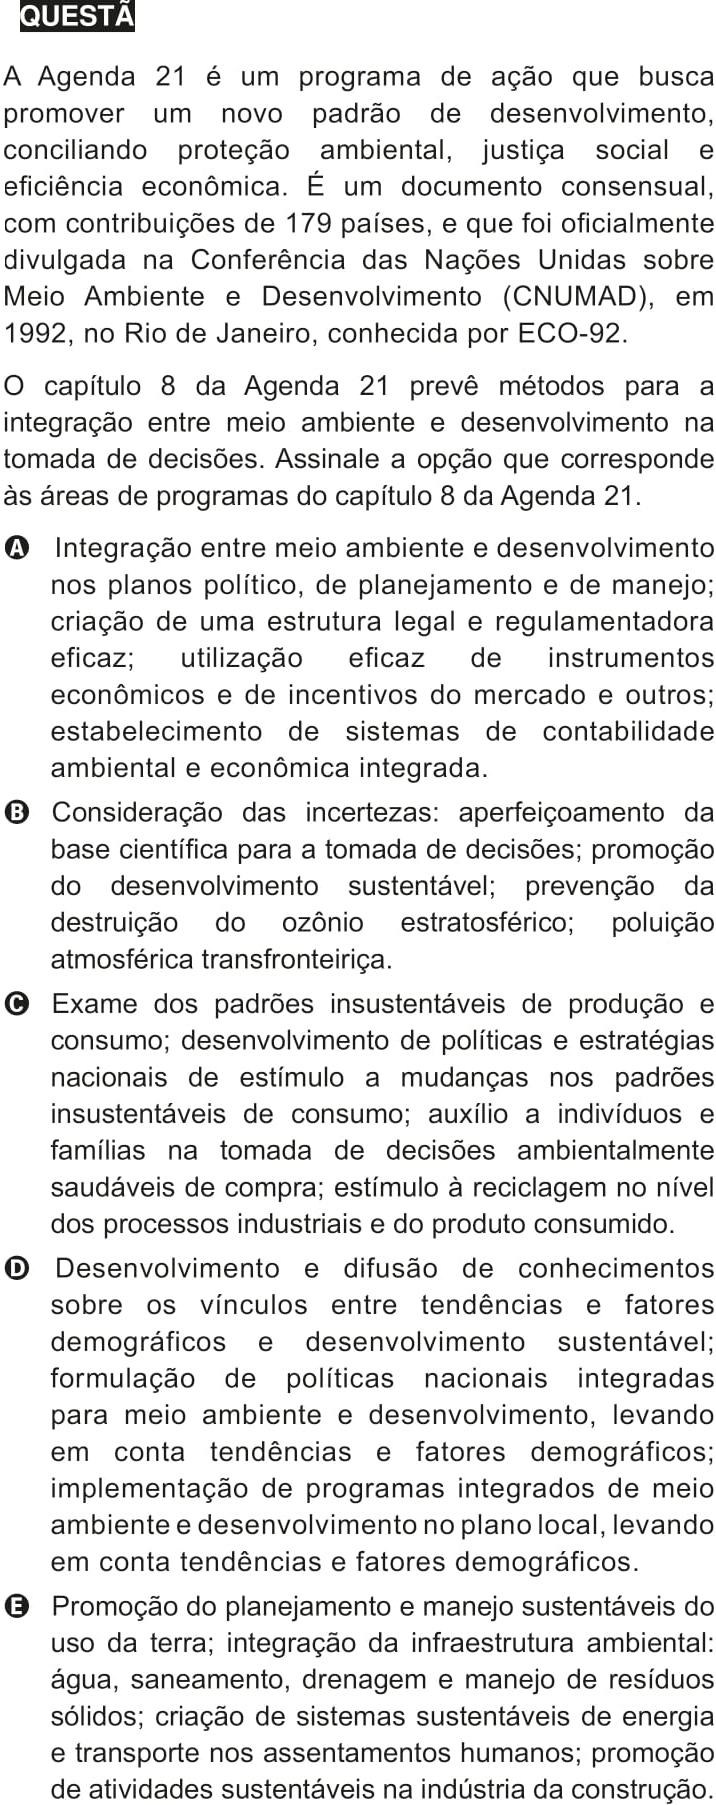 QUESTÃ
A Agenda 21 é um programa de ação que busca
promover um novo padrão de desenvolvimento,
conciliando proteção ambiental, justiça social e
eficiência econômica. É um documento consensual,
com contribuições de 179 países, e que foi oficialmente
divulgada na Conferência das Nações Unidas sobre
Meio Ambiente e Desenvolvimento (CNUMAD), em
1992, no Rio de Janeiro, conhecida por ECO-92.
O capítulo 8 da Agenda 21 prevê métodos para a
integração entre meio ambiente e desenvolvimento na
tomada de decisões. Assinale a opção que corresponde
às áreas de programas do capítulo 8 da Agenda 21.
A Integração entre meio ambiente e desenvolvimento
nos planos político, de planejamento e de manejo;
criação de uma estrutura legal e regulamentadora
eficaz; utilização eficaz de instrumentos
econômicos e de incentivos do mercado e outros;
estabelecimento de sistemas de contabilidade
ambiental e econômica integrada.
B Consideração das incertezas: aperfeiçoamento da
base científica para a tomada de decisões; promoção
do desenvolvimento sustentável; prevenção da
destruição do ozônio estratosférico; poluição
atmosférica transfronteiriça.
C Exame dos padrões insustentáveis de produção e
consumo; desenvolvimento de políticas e estratégias
nacionais de estímulo a mudanças nos padrões
insustentáveis de consumo; auxílio a indivíduos e
famílias na tomada de decisões ambientalmente
saudáveis de compra; estímulo à reciclagem no nível
dos processos industriais e do produto consumido.
D Desenvolvimento e difusão de conhecimentos
sobre os vínculos entre tendências e fatores
demográficos e desenvolvimento sustentável;
formulação de políticas nacionais integradas
para meio ambiente e desenvolvimento, levando
em conta tendências e fatores demográficos;
implementação de programas integrados de meio
ambiente e desenvolvimento no plano local, levando
em conta tendências e fatores demográficos.
E Promoção do planejamento e manejo sustentáveis do
uso da terra; integração da infraestrutura ambiental:
água, saneamento, drenagem e manejo de resíduos
sólidos; criação de sistemas sustentáveis de energia
e transporte nos assentamentos humanos; promoção
de atividades sustentáveis na indústria da construção.